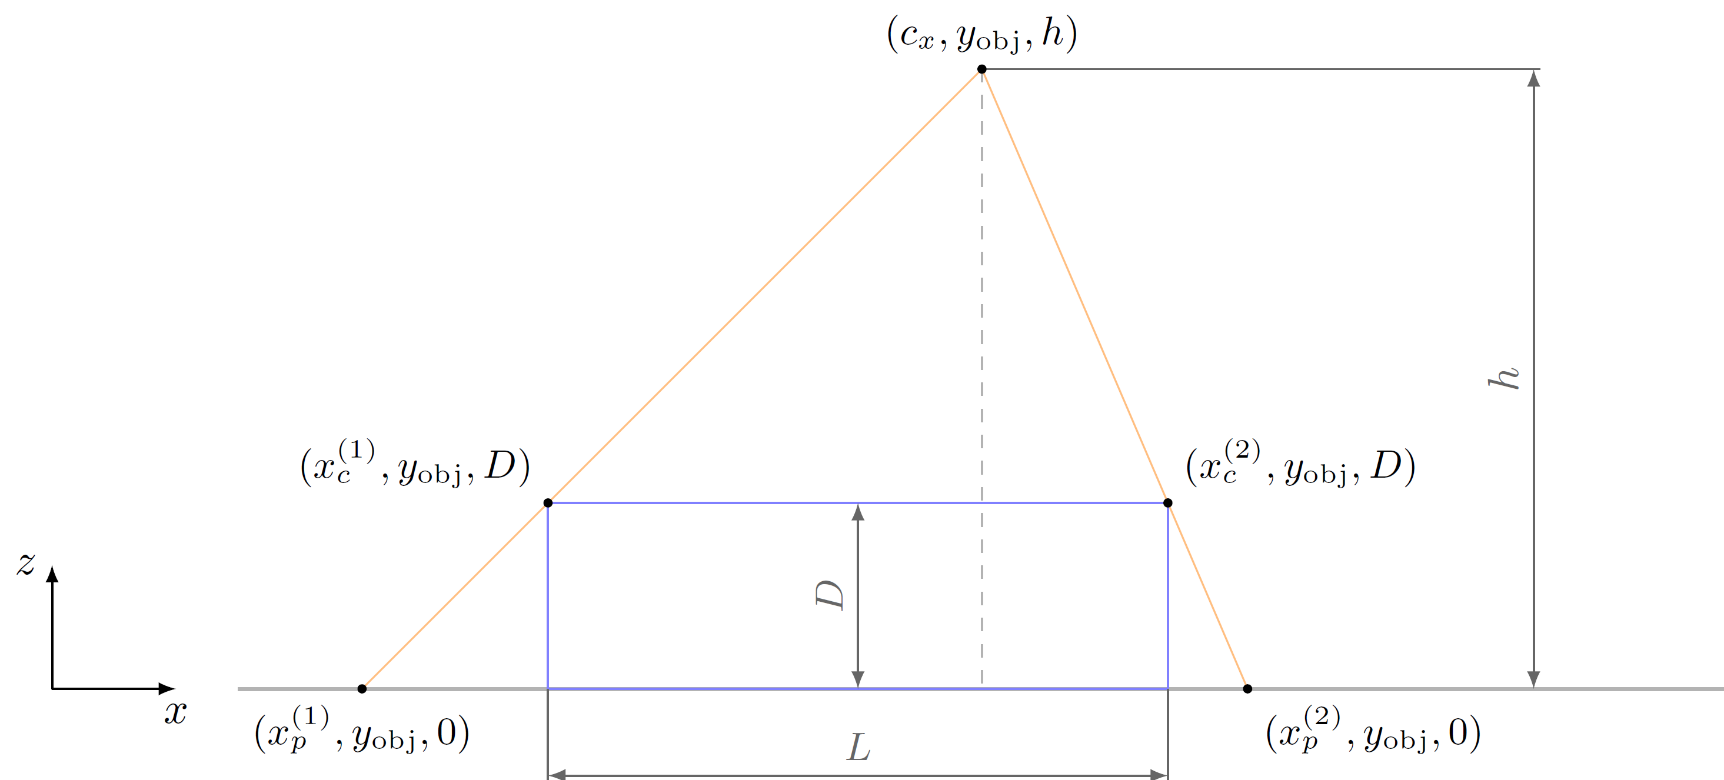 (c_x, y_obj, h)
h
(x_c^(1), y_obj, D)
(x_c^(2), y_obj, D)
z
D
x
(x_p^(1), y_obj, 0)
(x_p^(2), y_obj, 0)
L